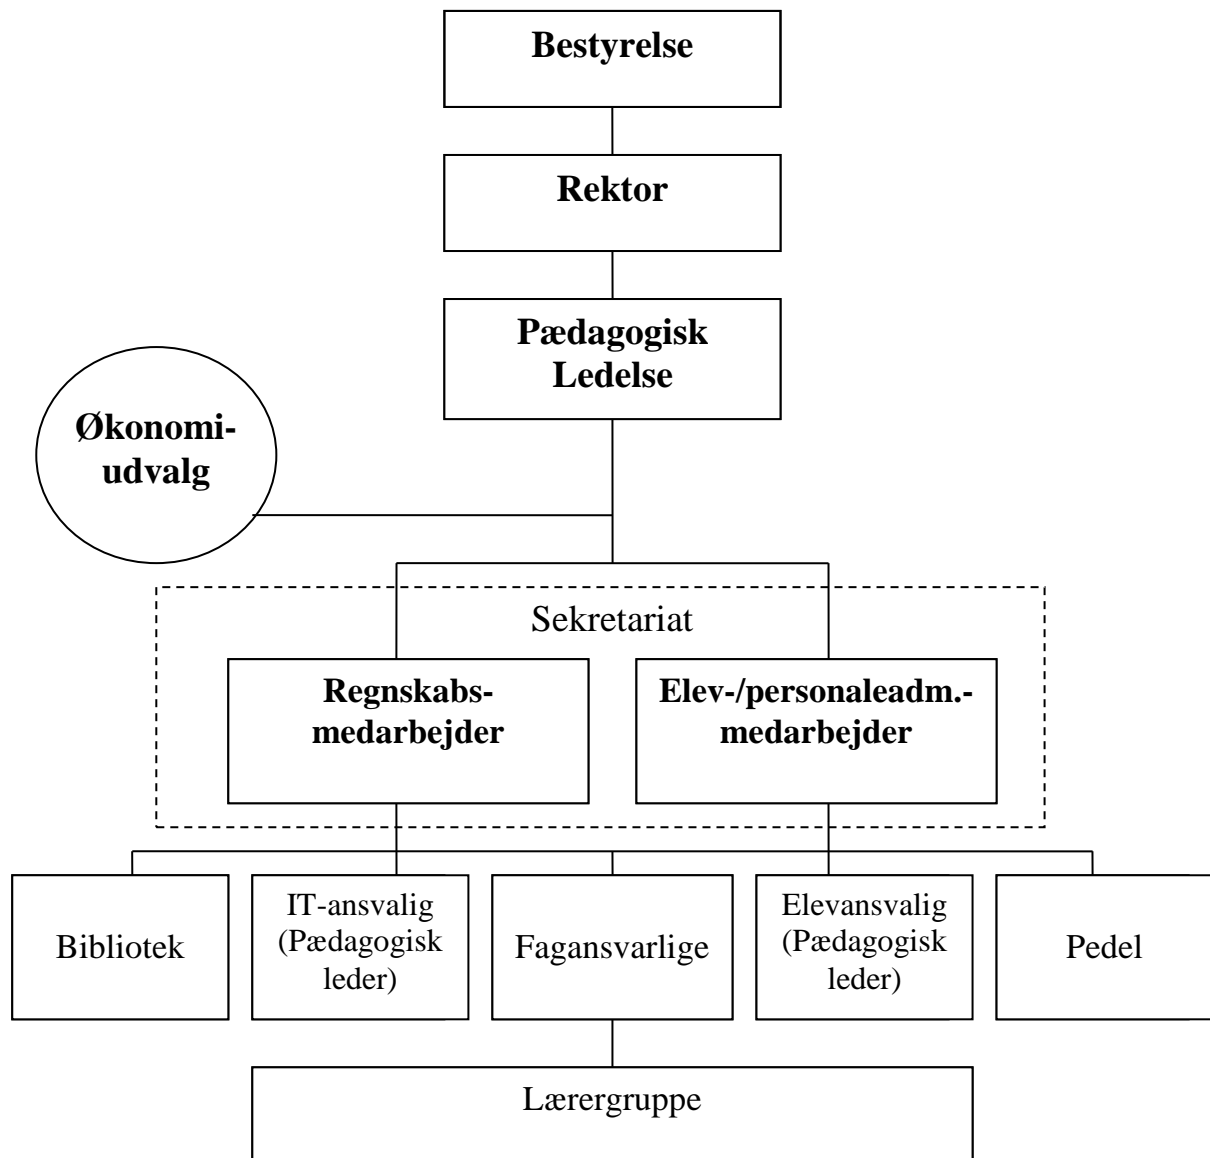 Bestyrelse
Rektor
Pædagogisk
Ledelse
Økonomi-
udvalg
Sekretariat
Regnskabs-
medarbejder
Elev-/personaleadm.-
medarbejder
Bibliotek
IT-ansvalig
(Pædagogisk
leder)
Fagansvarlige
Elevansvalig
(Pædagogisk
leder)
Pedel
Lærergruppe